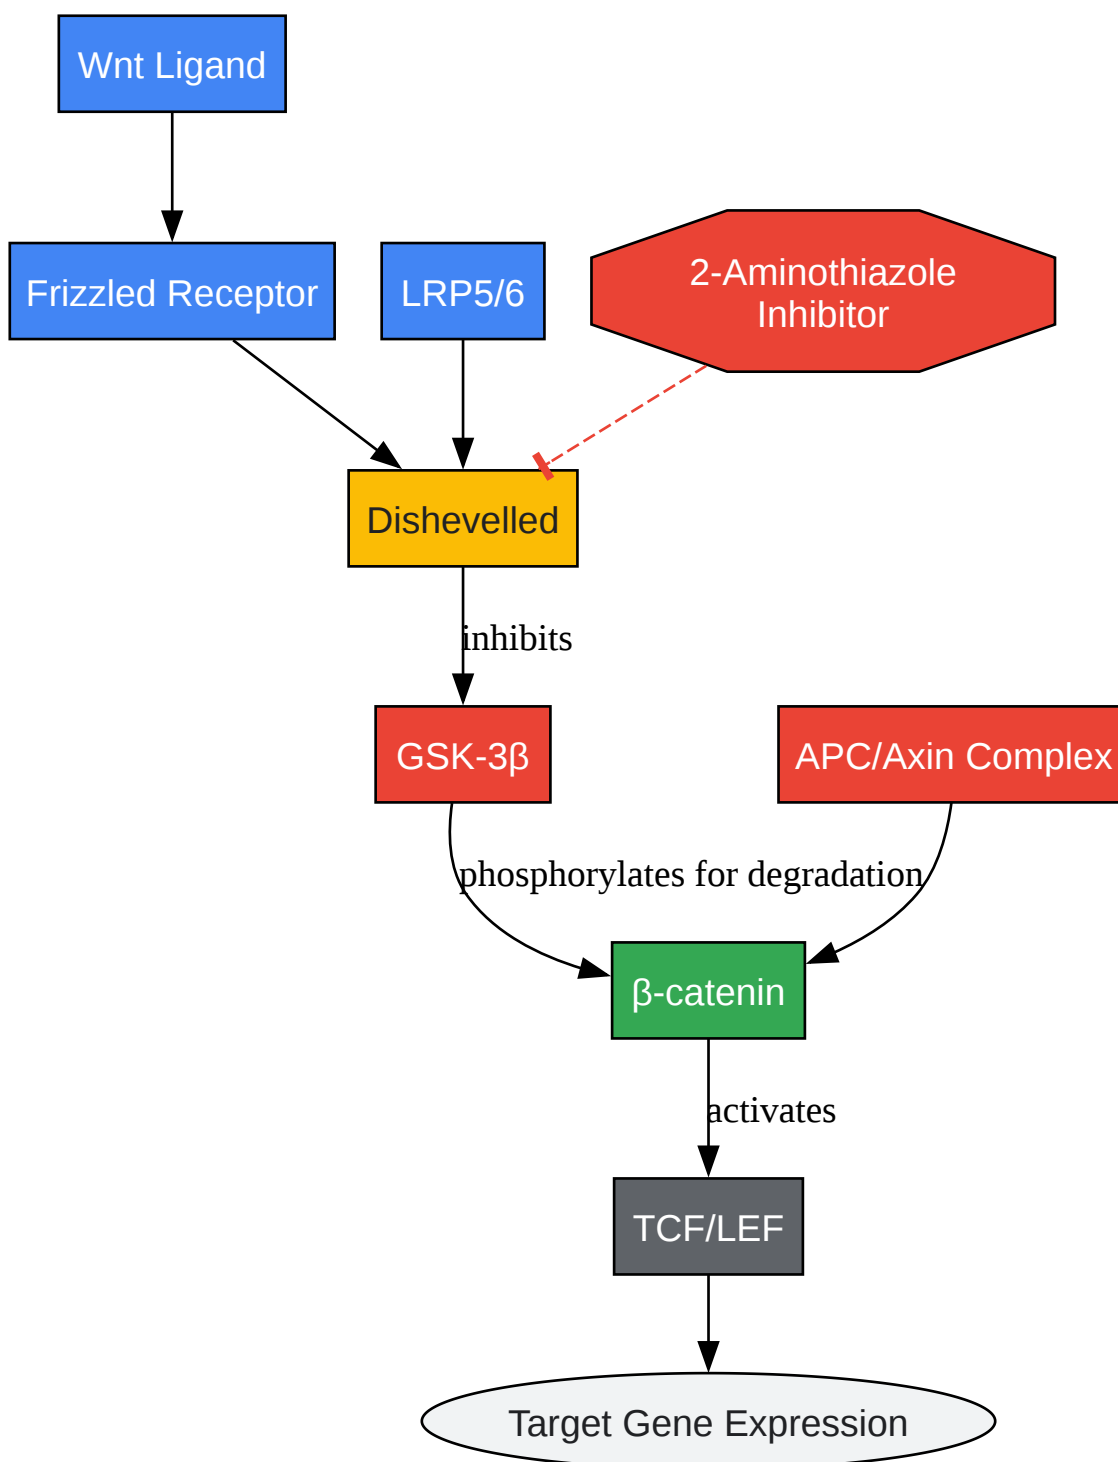 Wnt Ligand
Frizzled Receptor
LRP5/6
2-Aminothiazole
Inhibitor
Dishevelled
inhibits
GSK-3β
APC/Axin Complex
phosphorylates for degradation
β-catenin
activates
TCF/LEF
Target Gene Expression